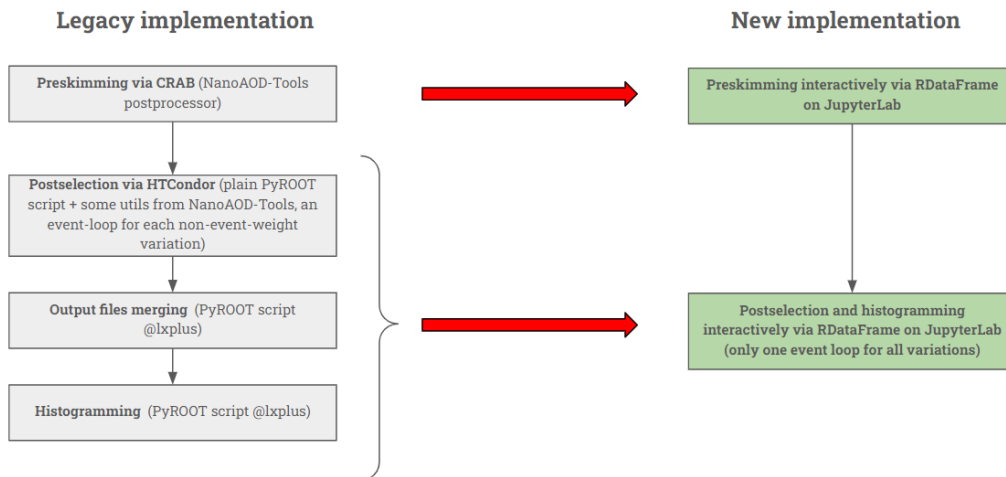 Legacy implementation
Preskimming via CRAB (NanoAOD-Tools
postprocessor)
Postselection via HTCondor (plain PyROOT
script + some utils from NanoAOD-Tools, an
event-loop for each non-event-weight
variation)
Output files merging (PyROOT script
@lxplus)
Histogramming (PyROOT script @lxplus)
New implementation
Preskimming interactively via RDataFrame
on JupyterLab
Postselection and histogramming
interactively via RDataFrame on JupyterLab
(only one event loop for all variations)